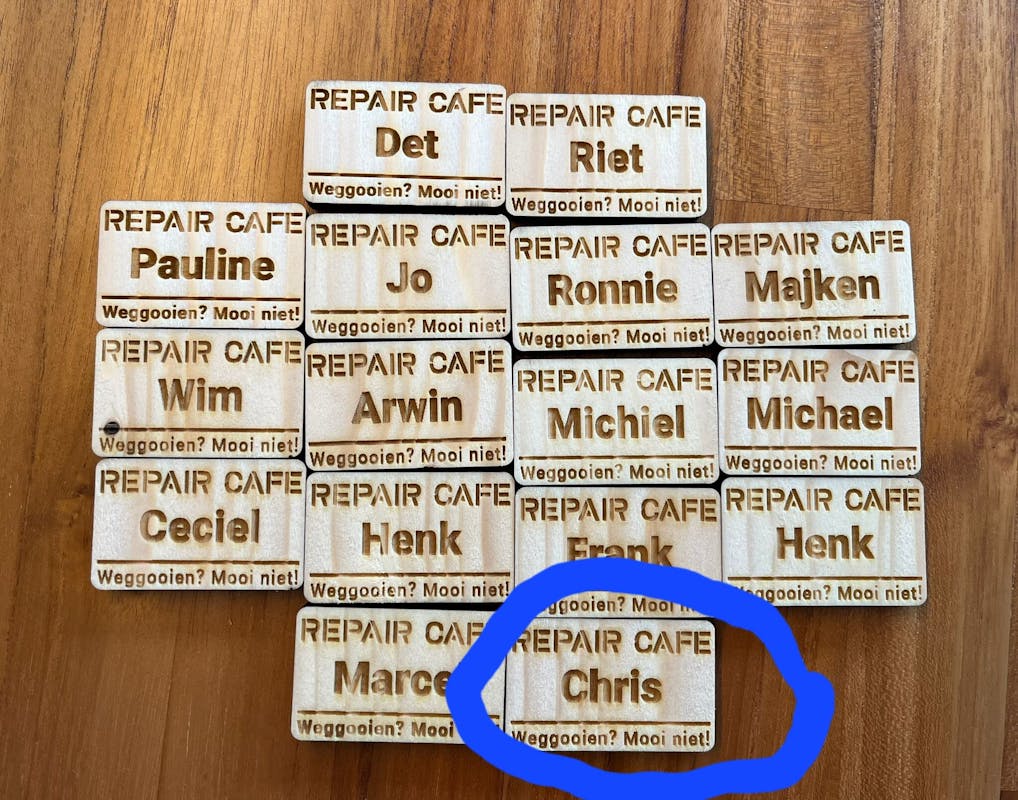 REPAIR CAFE
Det
Weggooien? Mooi niet!
REPAIR CAFE
Riet
Weggooien? Mooi niet!
REPAIR CAFE
Pauline
Weggooien? Mooi niet!
REPAIR CAFE
Jo
Weggooien? Mooi niet!
REPAIR CAFE
Ronnie
Weggooien? Mooi niet!
REPAIR CAFE
Majken
Weggooien? Mooi niet!
REPAIR CAFE
Wim
Weggooien? Mooi niet!
REPAIR CAFE
Arwin
Weggooien? Mooi niet!
REPAIR CAFE
Michiel
Weggooien? Mooi niet!
REPAIR CAFE
Michael
Weggooien? Mooi niet!
REPAIR CAFE
Ceciel
Weggooien? Mooi niet!
REPAIR CAFE
Henk
Weggooien? Mooi niet!
REPAIR CAFE
Frank
Weggooien? Mooi
REPAIR CAFE
Henk
Weggooien? Mooi niet!
REPAIR CAFE
Weggooien? Mooi
REPAIR CAFE
Chris
Weggooien? Mooi niet!